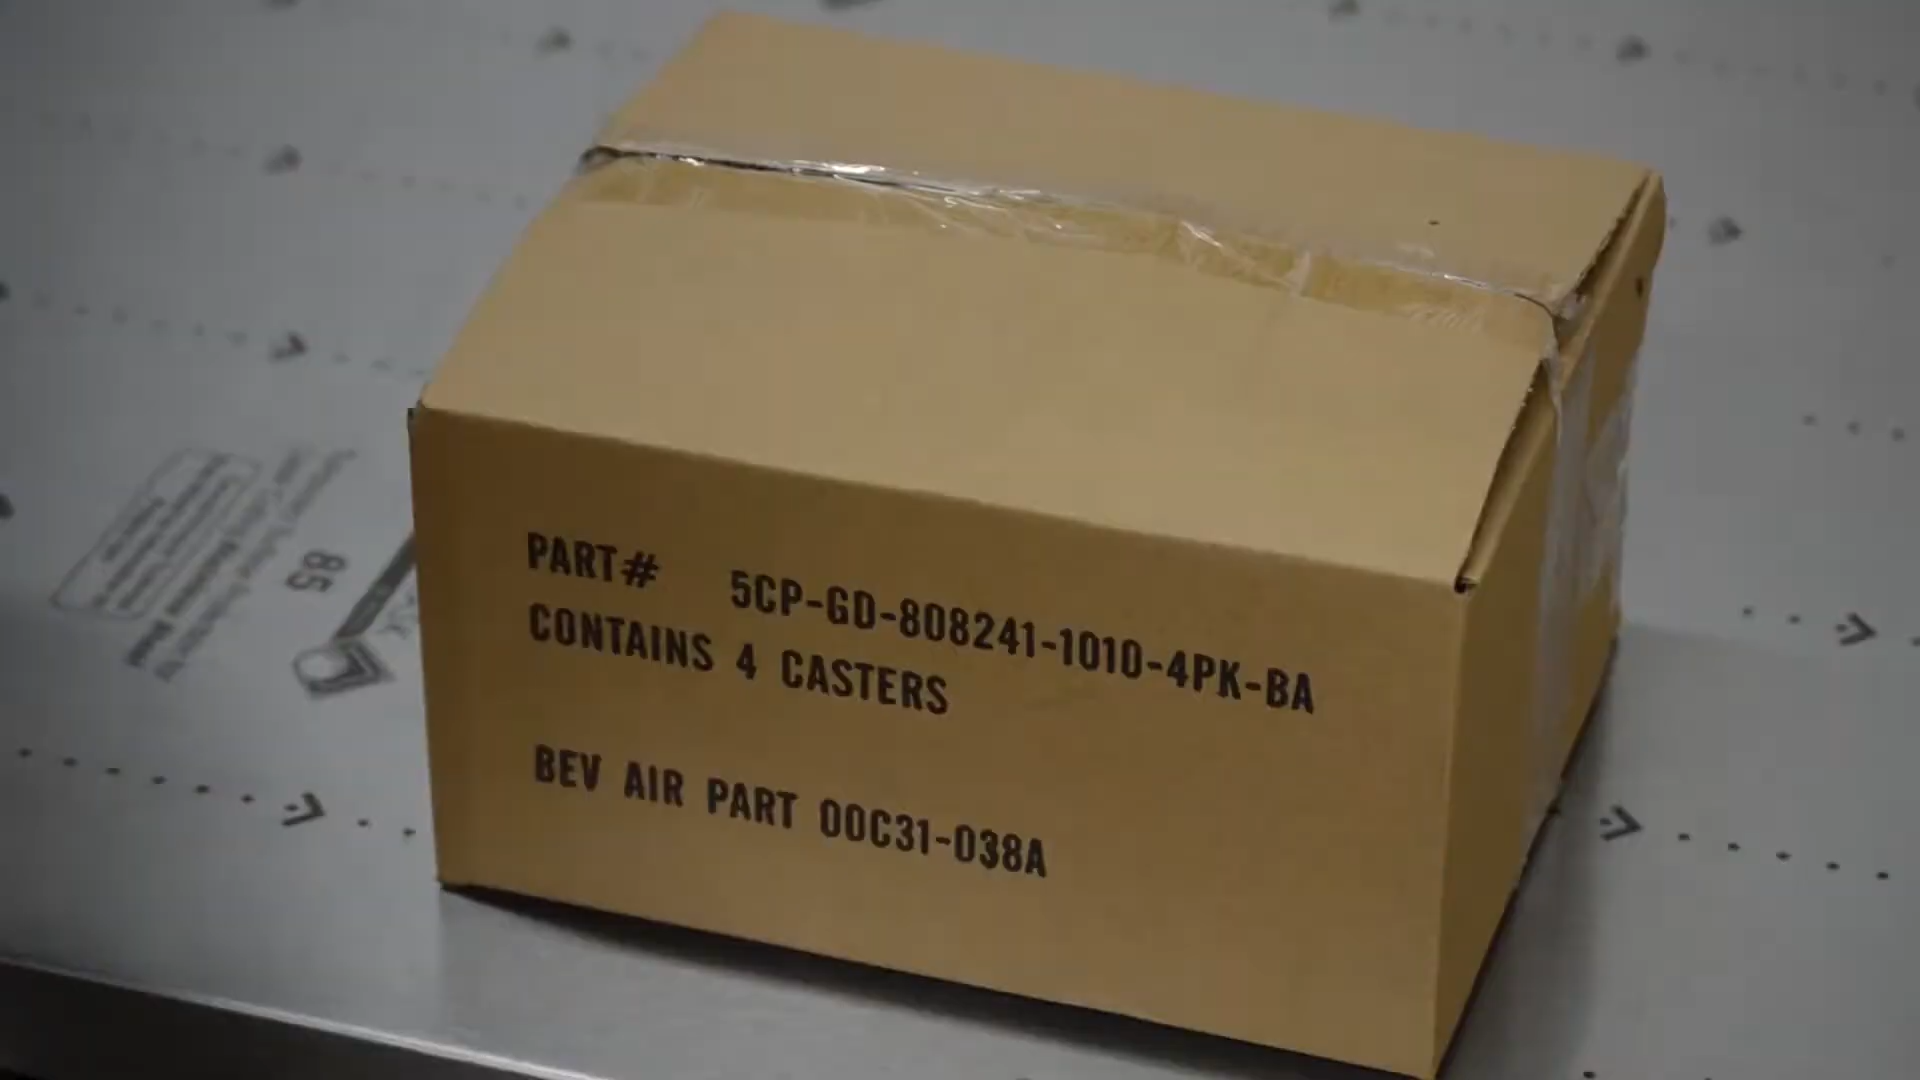 PART# 5CP-GD-808241-1010-4PK-BA
CONTAINS 4 CASTERS
BEV AIR PART 00C31-038A
85